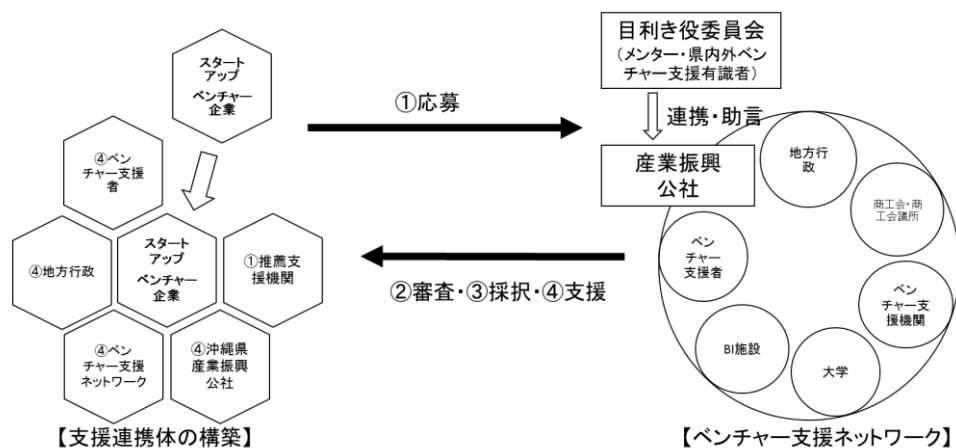 スタート
アップ
ベンチャー
企業
④ベン
チャー支援
者
④地方行政
スタート
アップ
ベンチャー
企業
①推薦支
援機関
④ベン
チャー支援
ネットワーク
④沖縄県
産業振興
公社
【支援連携体の構築】
①応募
②審査・③採択・④支援
目利き役委員会
（メンター・県内外ベン
チャー支援有識者）
連携・助言
産業振興
公社
地方行
政
商工会・商
工会議所
ベン
チャー支
援者
ベン
チャー支
援機関
BI施設
大学
【ベンチャー支援ネットワーク】